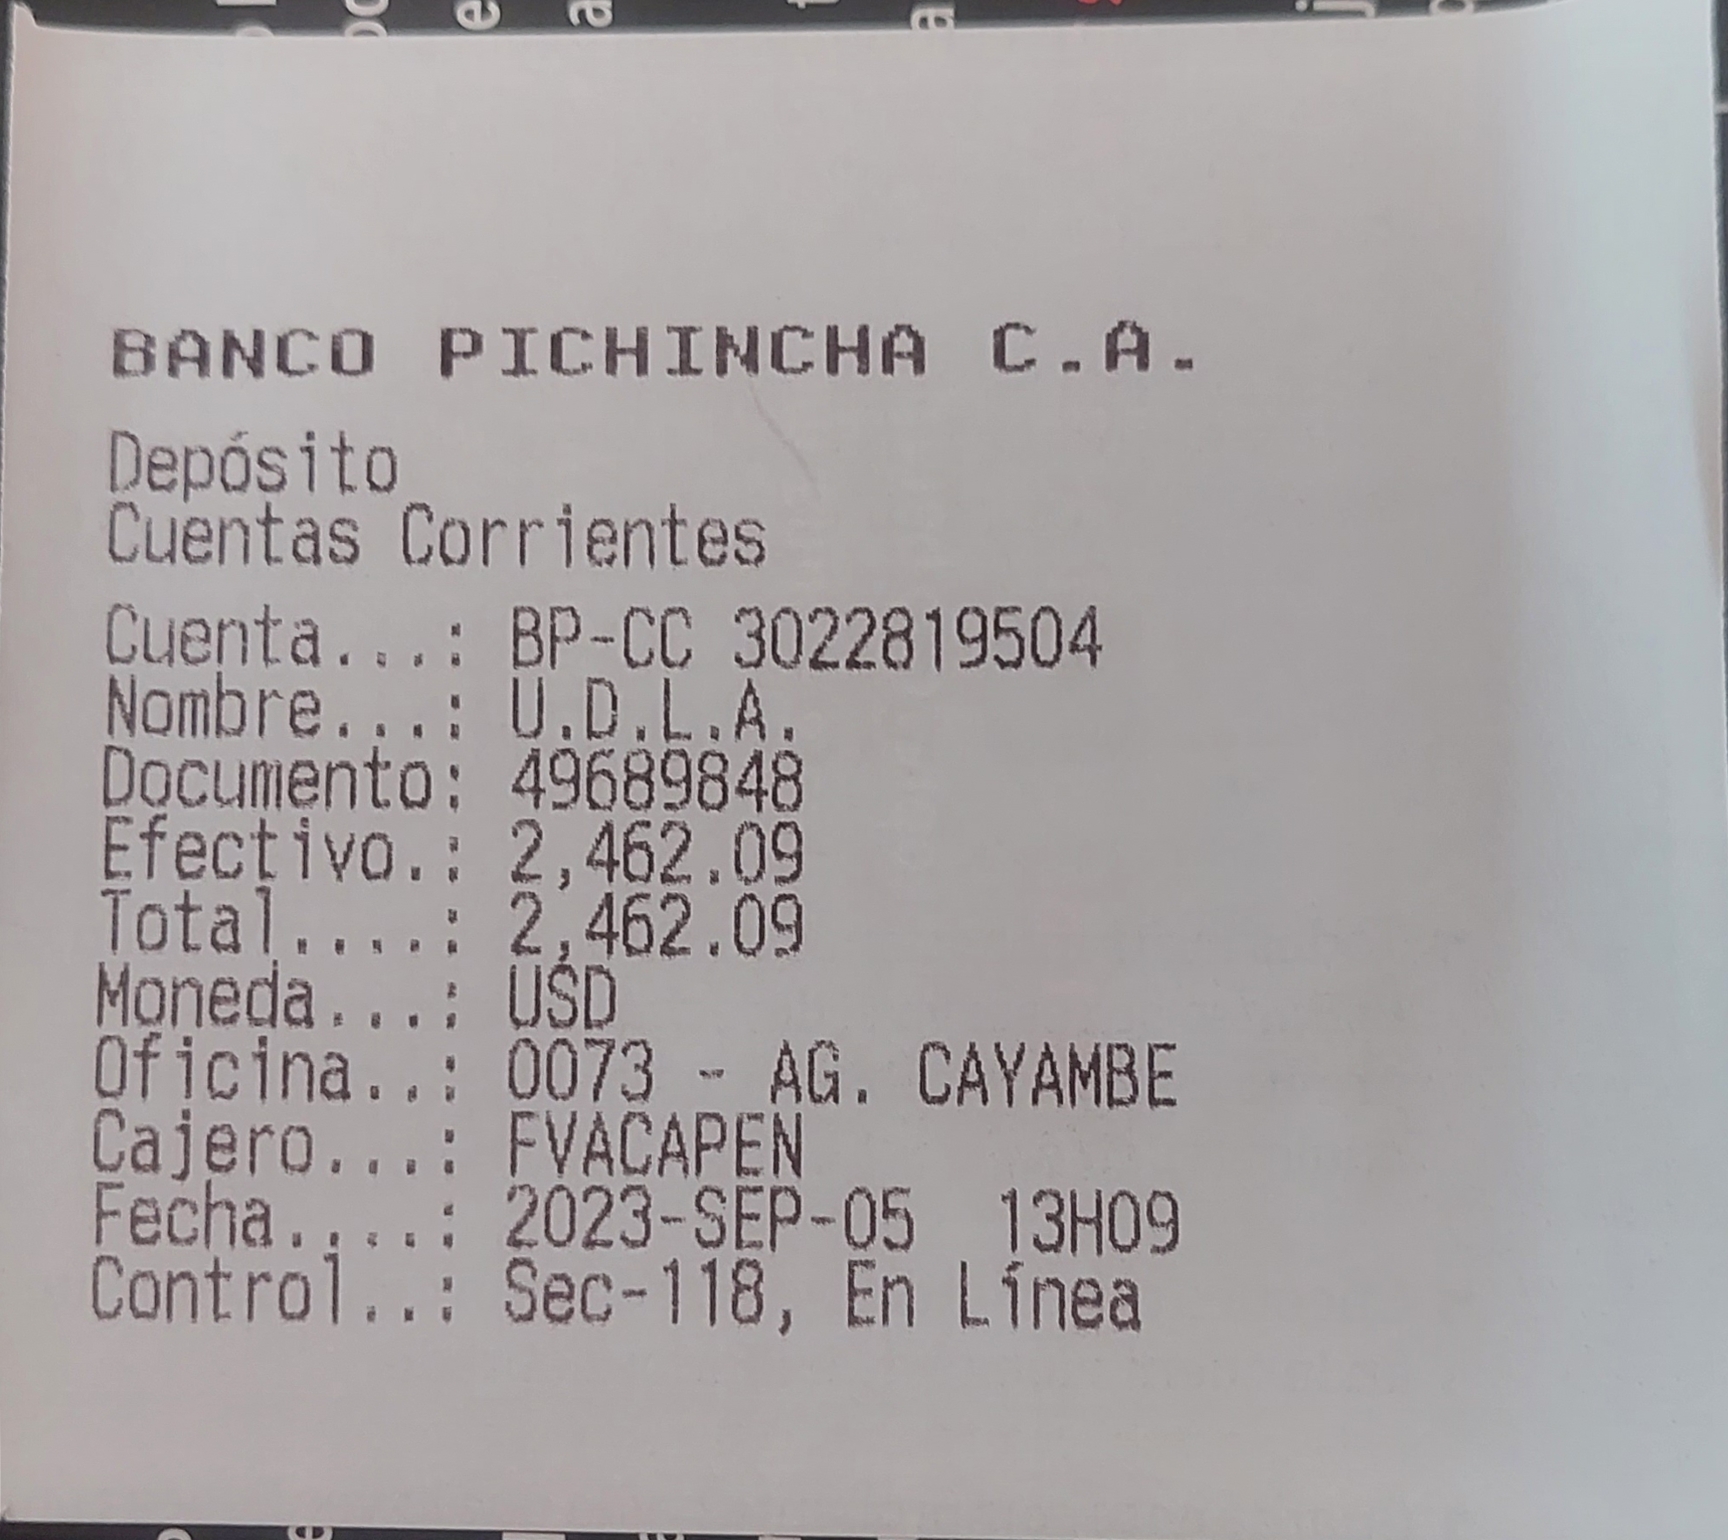 BANCO PICHINCHA C.A.
Depósito
Cuentas Corrientes
Cuenta...: BP-CC 3022819504
Nombre...: U.D.L.A.
Documento: 49689848
Efectivo.: 2,462.09
Total....: 2,462.09
Moneda...: USD
Oficina..: 0073 - AG. CAYAMBE
Cajero...: FVACAPEN
Fecha....: 2023-SEP-05  13H09
Control..: Sec-118, En Línea